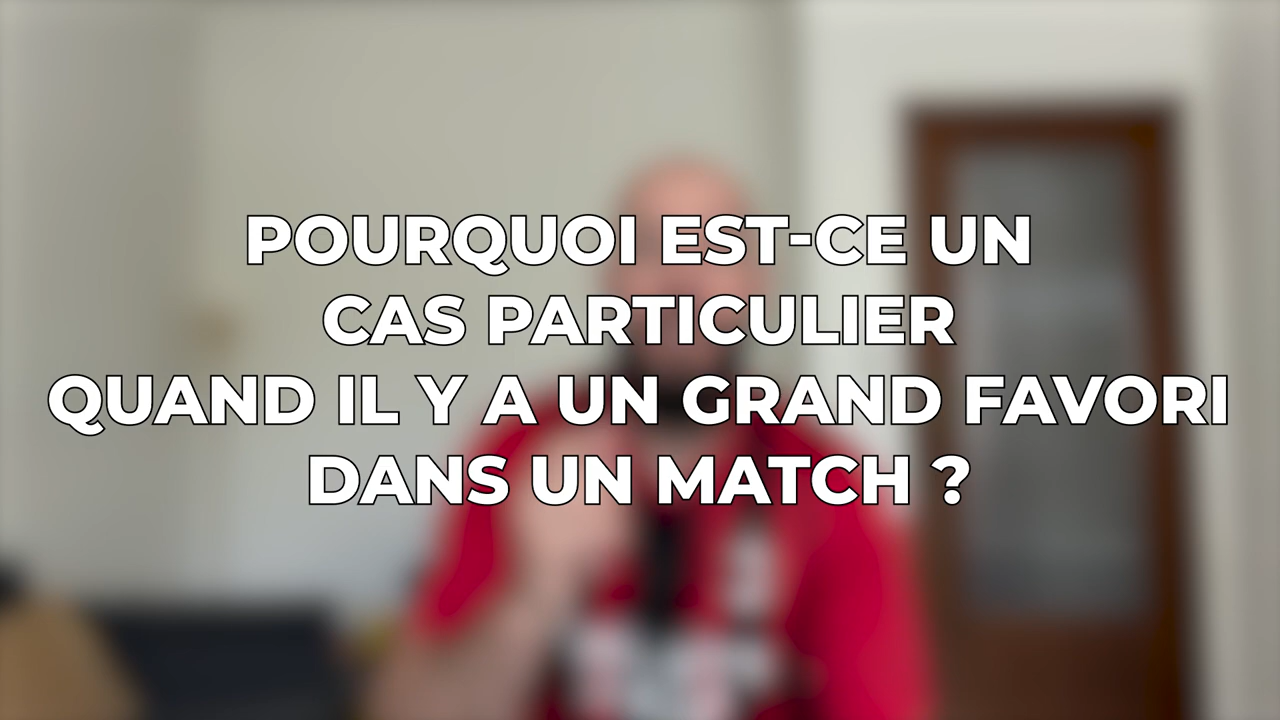 POURQUOI EST-CE UN
CAS PARTICULIER
QUAND IL Y A UN GRAND FAVORI
DANS UN MATCH ?